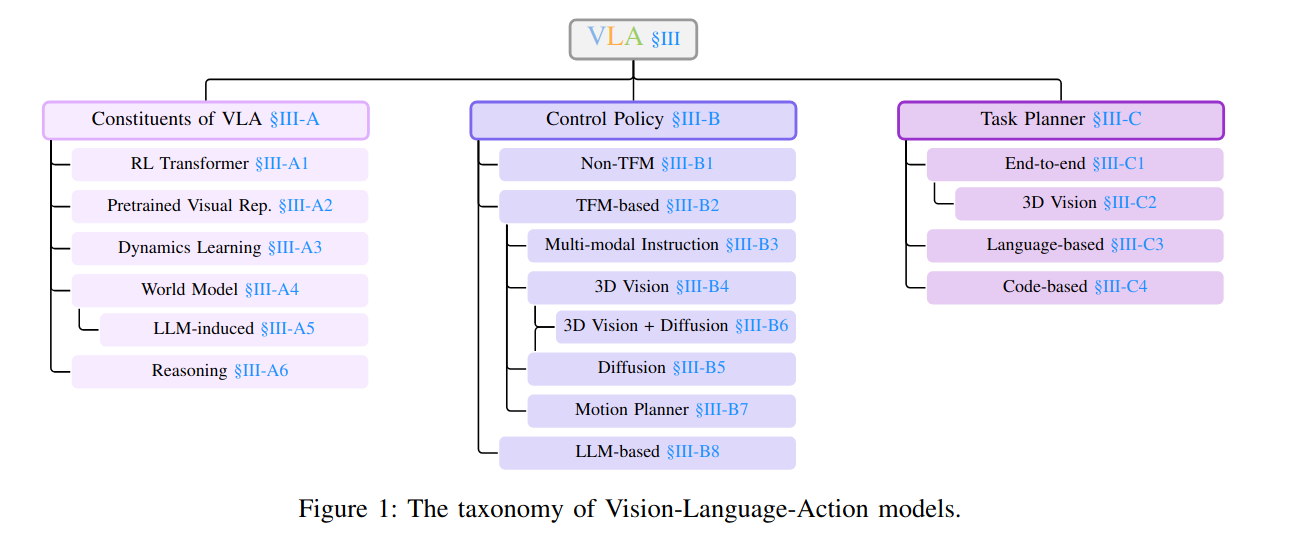 VLA §III
Constituents of VLA §III-A
RL Transformer §III-A1
Pretrained Visual Rep. §III-A2
Dynamics Learning §III-A3
World Model §III-A4
LLM-induced §III-A5
Reasoning §III-A6
Control Policy §III-B
Non-TFM §III-B1
TFM-based §III-B2
Multi-modal Instruction §III-B3
3D Vision §III-B4
3D Vision + Diffusion §III-B6
Diffusion §III-B5
Motion Planner §III-B7
LLM-based §III-B8
Task Planner §III-C
End-to-end §III-C1
3D Vision §III-C2
Language-based §III-C3
Code-based §III-C4
Figure 1: The taxonomy of Vision-Language-Action models.